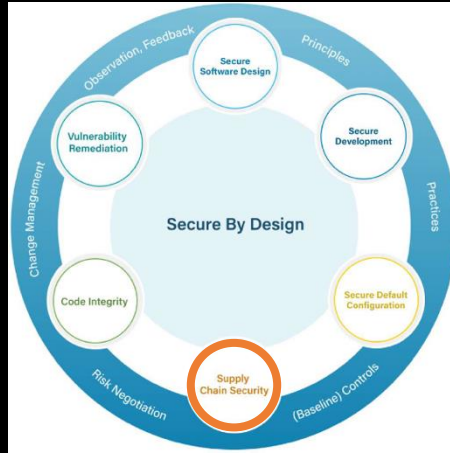 Observation, Feedback
Principles
Secure
Software Design
Vulnerability
Remediation
Secure
Development
Change Management
Practices
Secure By Design
Code Integrity
Secure Default
Configuration
Supply
Chain Security
Risk Negotiation
(Baseline) Controls